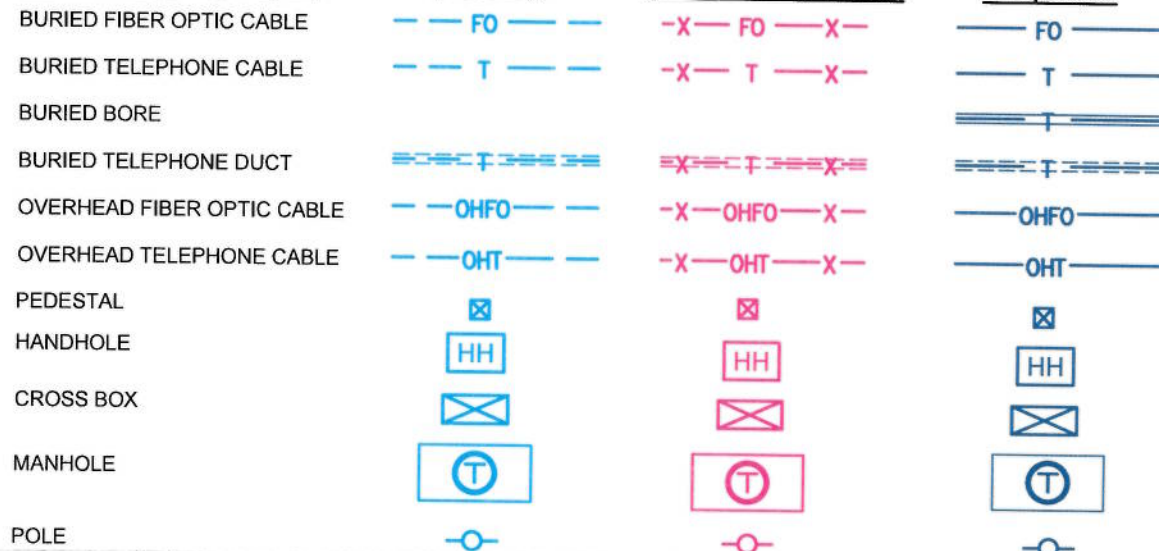 BURIED FIBER OPTIC CABLE FO X FO X FO
BURIED TELEPHONE CABLE T X T X T
BURIED BORE T
BURIED TELEPHONE DUCT T X T X T
OVERHEAD FIBER OPTIC CABLE OHFO X OHFO X OHFO
OVERHEAD TELEPHONE CABLE OHT X OHT X OHT
PEDESTAL
HANDHOLE HH HH HH
CROSS BOX
MANHOLE T T T
POLE